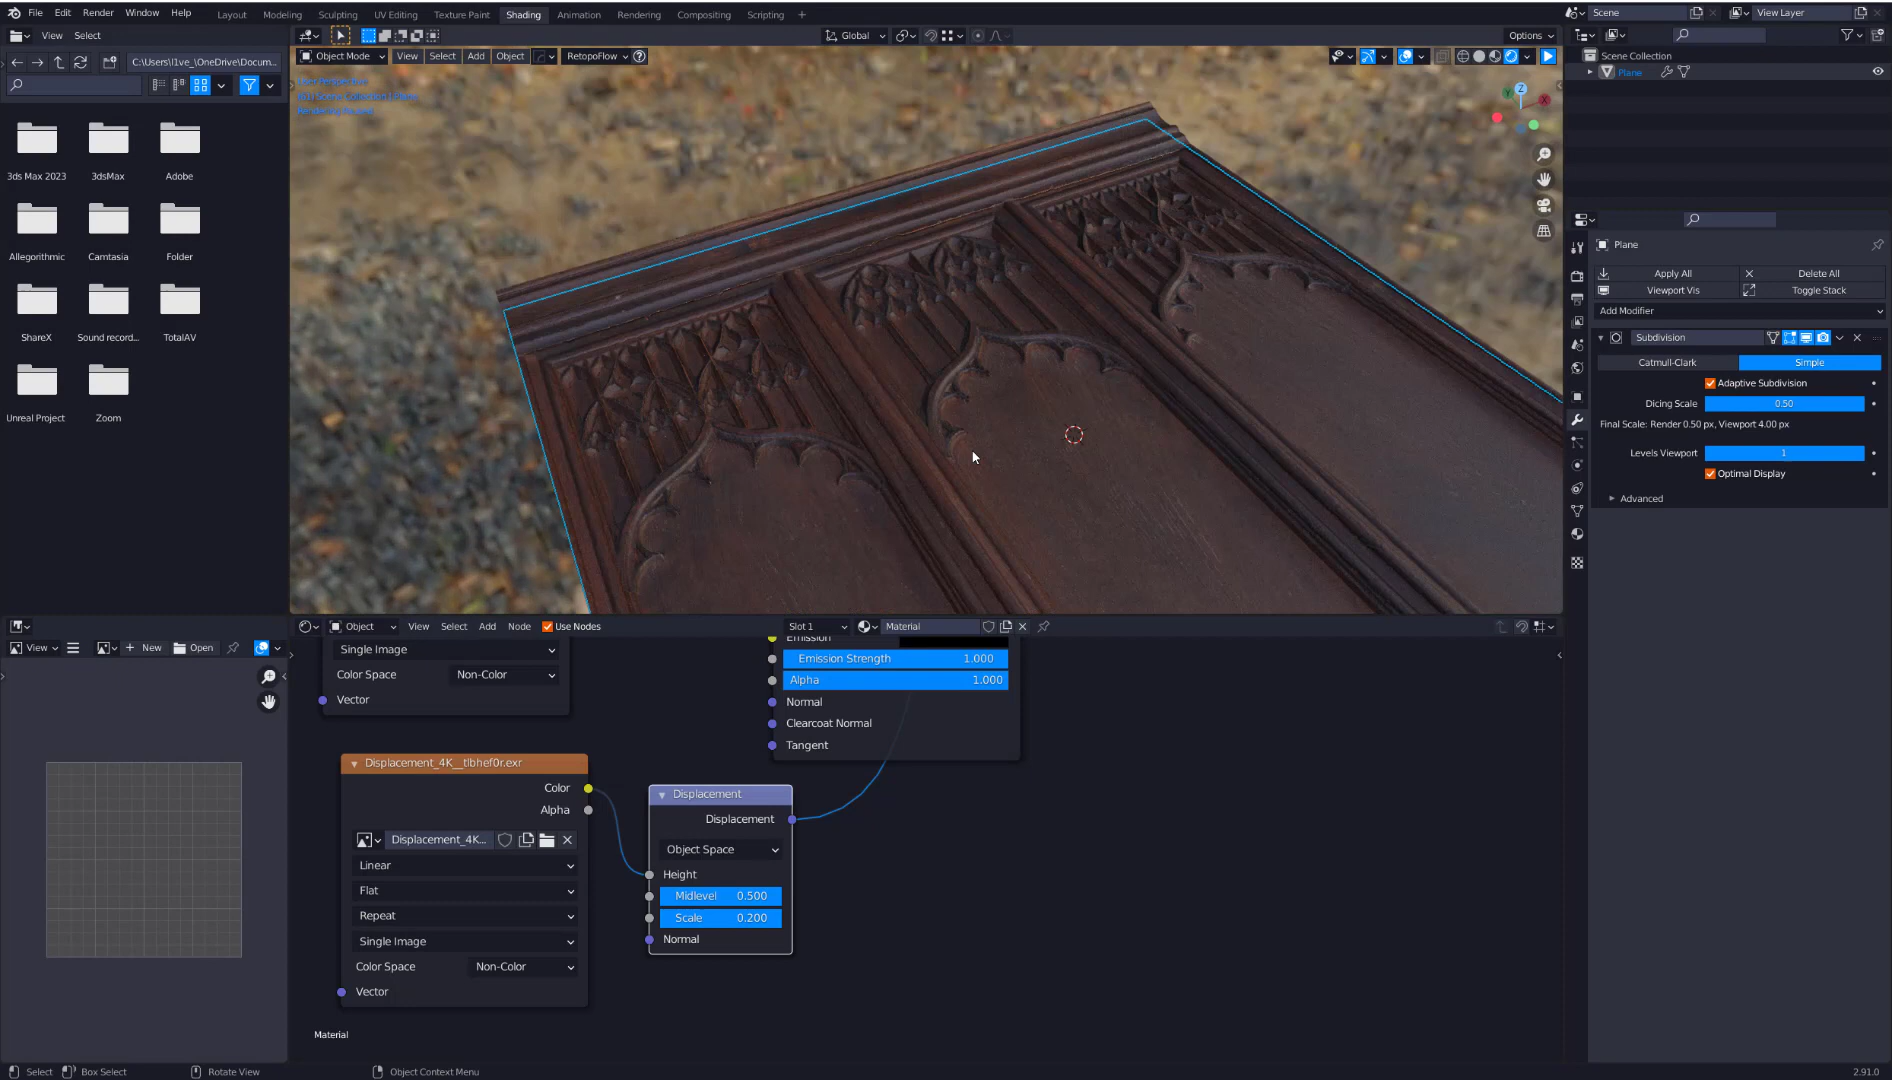 File Edit Render Window Help Layout Modeling Sculpting UV Editing Texture Paint Shading Animation Rendering Compositing Scripting + Scene View Layer
View Select Global Options
C:\Users\l1ve_\OneDrive\Docum... Object Mode View Select Add Object RetopoFlow Scene Collection
Plane
3ds Max 2023 3dsMax Adobe
Allegorithmic Camtasia Folder
ShareX Sound record... TotalAV
Unreal Project Zoom
Z
Y
X
Plane
Apply All Delete All
Viewport Vis Toggle Stack
Add Modifier
Subdivision
Catmull-Clark Simple
Adaptive Subdivision
Dicing Scale 0.50
Final Scale: Render 0.50 px, Viewport 4.00 px
Levels Viewport 1
Optimal Display
Advanced
Object View Select Add Node Use Nodes Slot 1 Material
View New Open
Single Image
Color Space Non-Color
Vector
Emission
Emission Strength 1.000
Alpha 1.000
Normal
Clearcoat Normal
Tangent
Displacement_4K__tlbhef0r.exr
Color
Alpha
Displacement_4K...
Linear
Flat
Repeat
Single Image
Color Space Non-Color
Vector
Displacement
Displacement
Object Space
Height
Midlevel 0.500
Scale 0.200
Normal
Material
Select Box Select Rotate View Object Context Menu 2.91.0